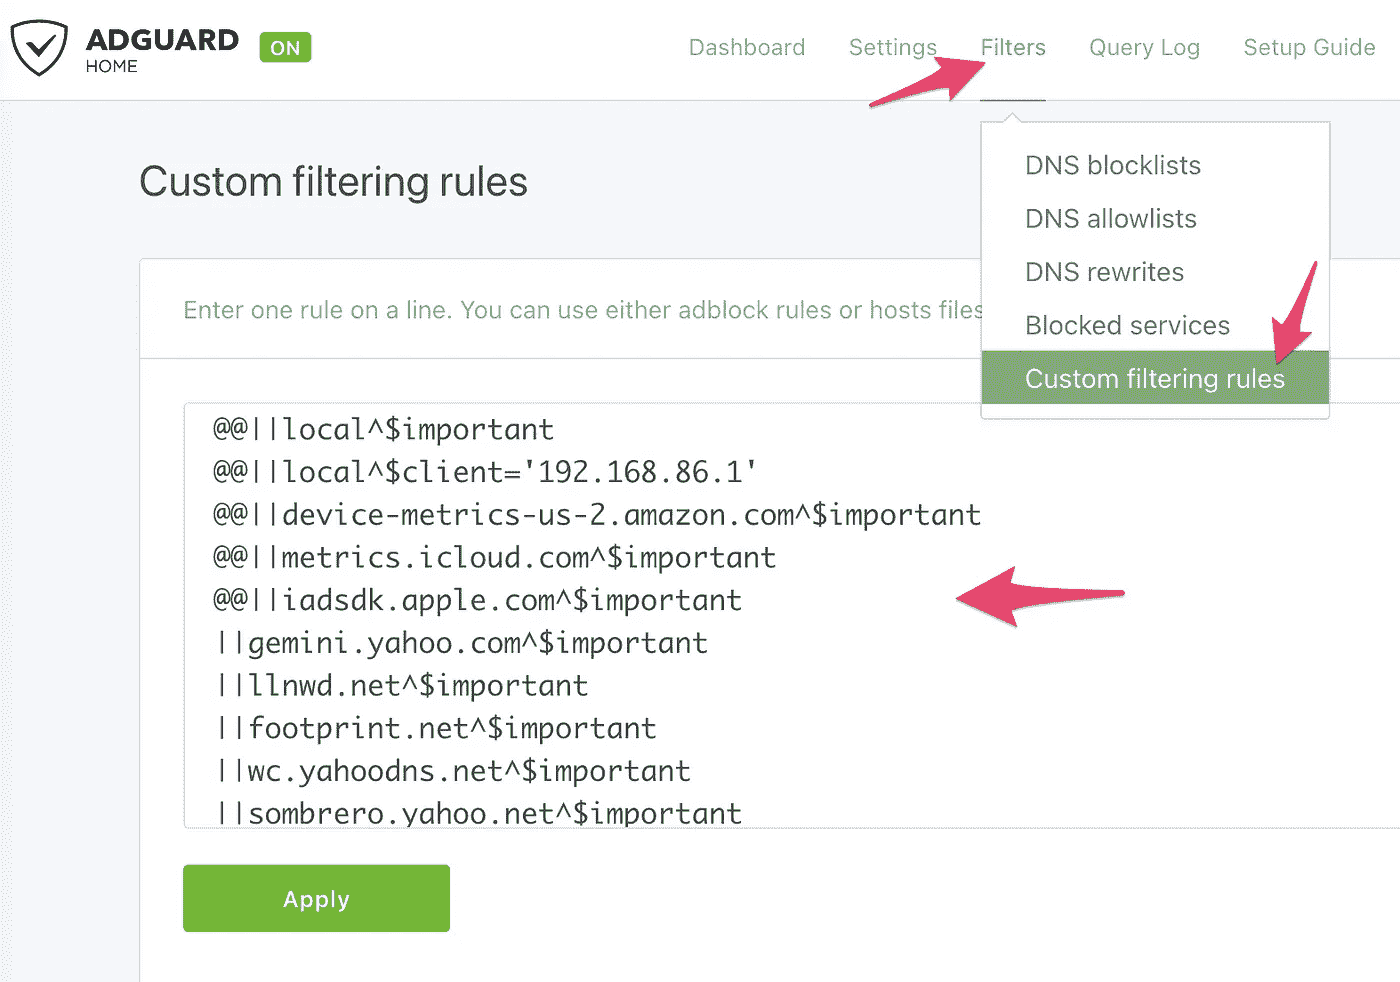 ADGUARD
HOME
ON
Dashboard
Settings
Filters
Query Log
Setup Guide
DNS blocklists
DNS allowlists
DNS rewrites
Blocked services
Custom filtering rules
Custom filtering rules
Enter one rule on a line. You can use either adblock rules or hosts files
@@||local^$important
@@||local^$client='192.168.86.1'
@@||device-metrics-us-2.amazon.com^$important
@@||metrics.icloud.com^$important
@@||iadsdk.apple.com^$important
||gemini.yahoo.com^$important
||llnwd.net^$important
||footprint.net^$important
||wc.yahoodns.net^$important
||sombrero.yahoo.net^$important
Apply